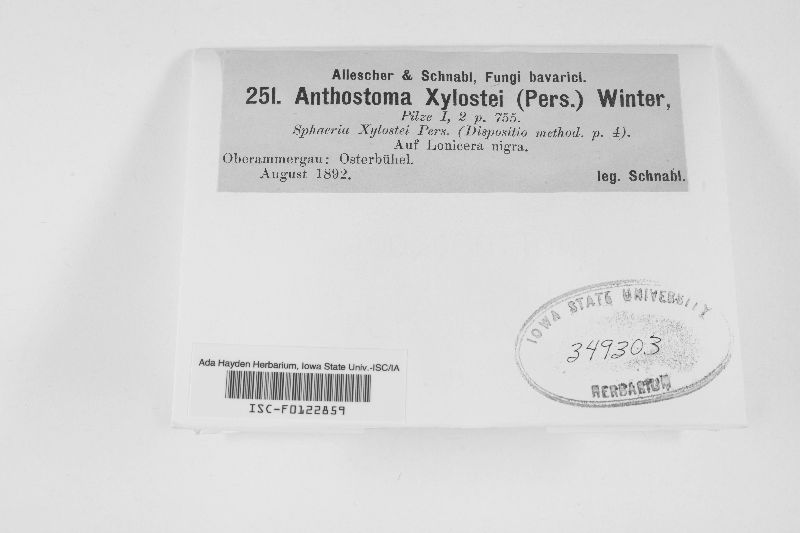 Allescher & Schnabl, Fungi bavarici.
251. Anthostoma Xylostei (Pers.) Winter,
Pilze I, 2 p. 755.
Sphaeria Xylostei Pers. (Dispositio method. p. 4).
Auf Lonicera nigra.
Oberammergau: Osterbühel.
August 1892.
leg. Schnabl.
IOWA STATE UNIVERSITY
349303
HERBARIUM
Ada Hayden Herbarium, Iowa State Univ.-ISC/IA
ISC-F0122859